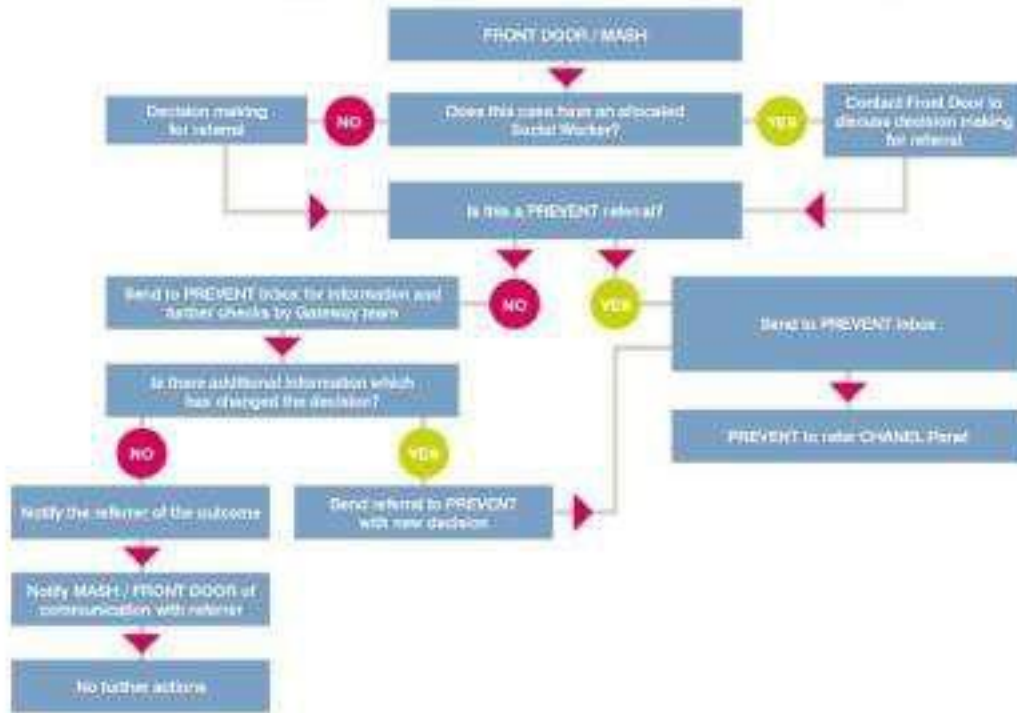 FRONT DOOR / MASH
Decision making
for referral
NO
Does this case have an allocated
Social Worker?
YES
Contact Front Door to
discuss decision making
for referral
Is this a PREVENT referral?
Send to PREVENT Inbox for information and
further checks by Gateway team
NO
YES
Send to PREVENT Inbox
Is there additional information which
has changed the decision?
PREVENT to refer CHANEL Panel
NO
YES
Notify the referrer of the outcome
Send referral to PREVENT
with new decision
Notify MASH / FRONT DOOR of
communication with referrer
No further actions